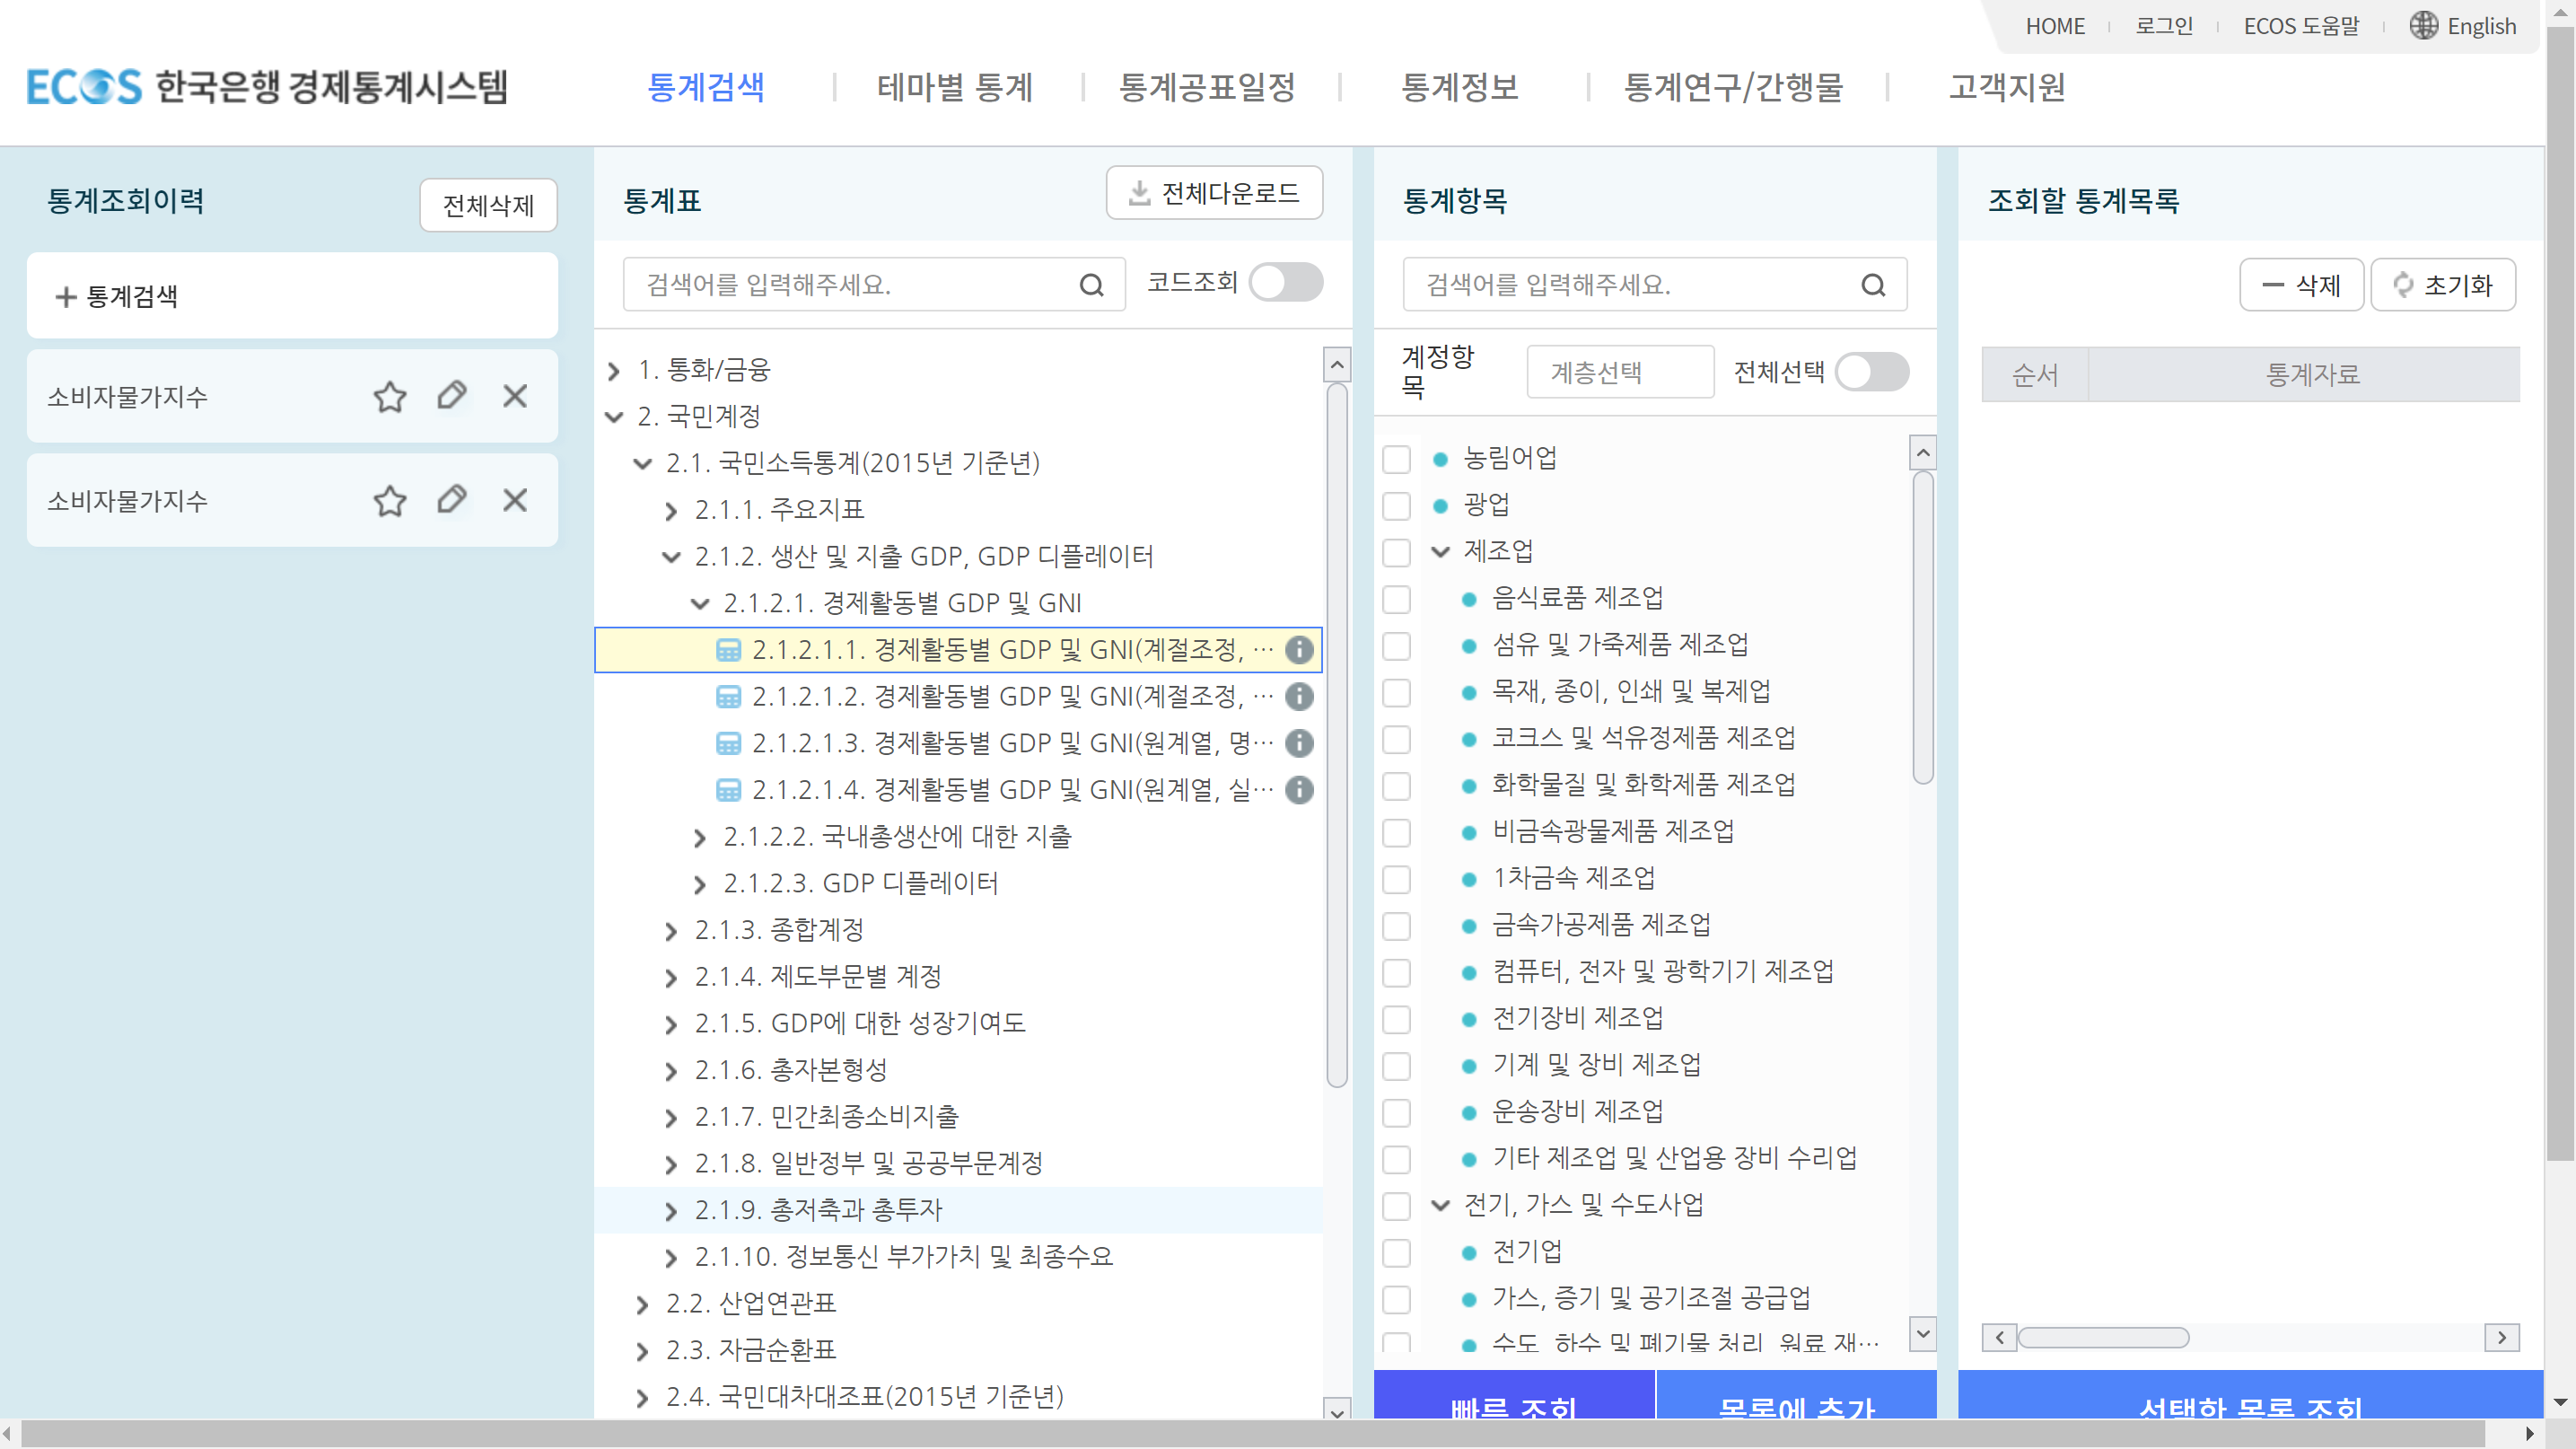 HOME
로그인
ECOS 도움말
English
ECOS 한국은행 경제통계시스템
통계검색
테마별 통계
통계공표일정
통계정보
통계연구/간행물
고객지원
통계조회이력
전체삭제
+ 통계검색
소비자물가지수
소비자물가지수
통계표
전체다운로드
검색어를 입력해주세요.
코드조회
1. 통화/금융
2. 국민계정
2.1. 국민소득통계(2015년 기준년)
2.1.1. 주요지표
2.1.2. 생산 및 지출 GDP, GDP 디플레이터
2.1.2.1. 경제활동별 GDP 및 GNI
2.1.2.1.1. 경제활동별 GDP 및 GNI(계절조정, ···
2.1.2.1.2. 경제활동별 GDP 및 GNI(계절조정, ···
2.1.2.1.3. 경제활동별 GDP 및 GNI(원계열, 명···
2.1.2.1.4. 경제활동별 GDP 및 GNI(원계열, 실···
2.1.2.2. 국내총생산에 대한 지출
2.1.2.3. GDP 디플레이터
2.1.3. 종합계정
2.1.4. 제도부문별 계정
2.1.5. GDP에 대한 성장기여도
2.1.6. 총자본형성
2.1.7. 민간최종소비지출
2.1.8. 일반정부 및 공공부문계정
2.1.9. 총저축과 총투자
2.1.10. 정보통신 부가가치 및 최종수요
2.2. 산업연관표
2.3. 자금순환표
2.4. 국민대차대조표(2015년 기준년)
통계항목
검색어를 입력해주세요.
계정항목
계층선택
전체선택
농림어업
광업
제조업
음식료품 제조업
섬유 및 가죽제품 제조업
목재, 종이, 인쇄 및 복제업
코크스 및 석유정제품 제조업
화학물질 및 화학제품 제조업
비금속광물제품 제조업
1차금속 제조업
금속가공제품 제조업
컴퓨터, 전자 및 광학기기 제조업
전기장비 제조업
기계 및 장비 제조업
운송장비 제조업
기타 제조업 및 산업용 장비 수리업
전기, 가스 및 수도사업
전기업
가스, 증기 및 공기조절 공급업
수도, 하수 및 폐기물 처리, 원료 재···
빠른 조회
목록에 추가
조회할 통계목록
삭제
초기화
순서
통계자료
선택한 목록 조회